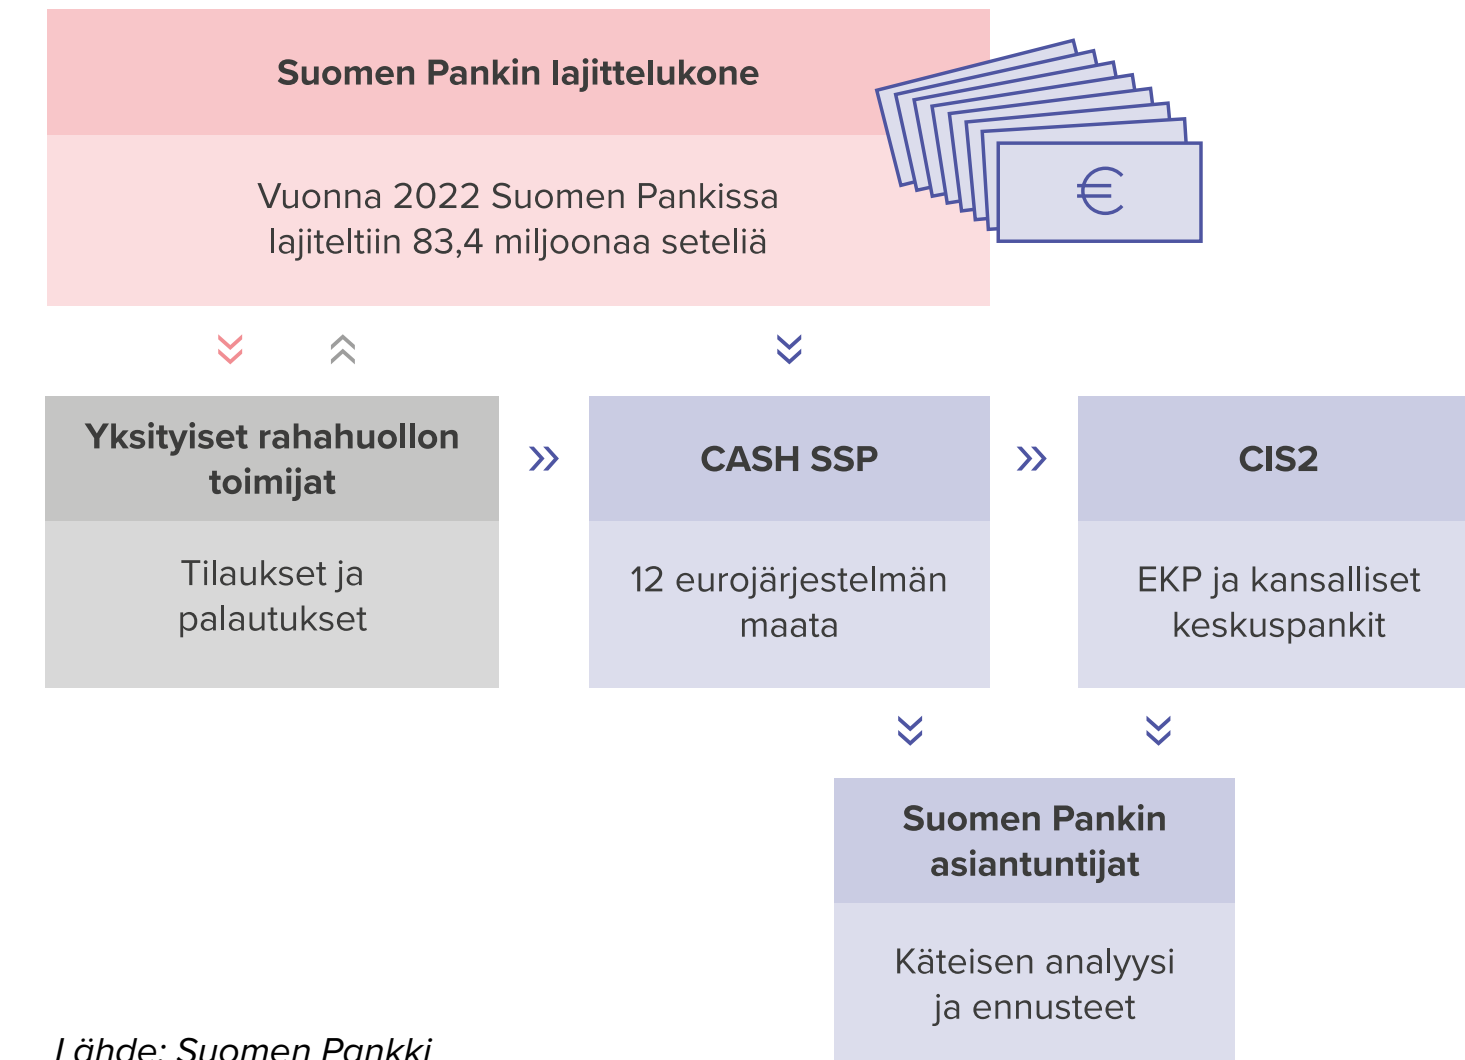 Suomen Pankin lajittelukone
Vuonna 2022 Suomen Pankissa
lajiteltiin 83,4 miljoonaa seteliä
€
Yksityiset rahahuollon
toimijat
Tilaukset ja
palautukset
CASH SSP
12 eurojärjestelmän
maata
CIS2
EKP ja kansalliset
keskuspankit
Suomen Pankin
asiantuntijat
Käteisen analyysi
ja ennusteet
Lähde: Suomen Pankki